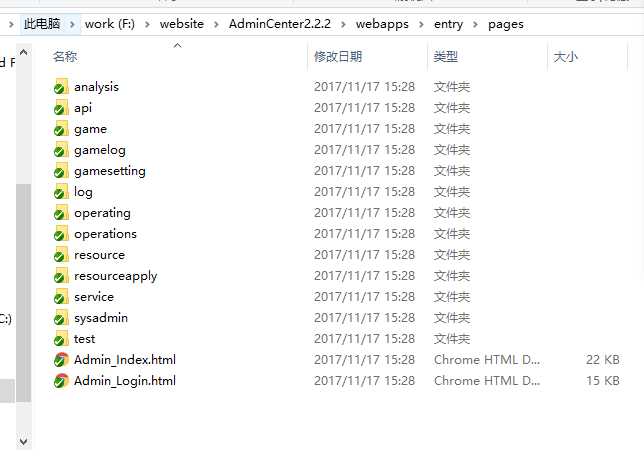 此电脑 > work (F:) > website > AdminCenter2.2.2 > webapps > entry > pages
名称 修改日期 类型 大小
analysis 2017/11/17 15:28 文件夹
api 2017/11/17 15:28 文件夹
game 2017/11/17 15:28 文件夹
gamelog 2017/11/17 15:28 文件夹
gamesetting 2017/11/17 15:28 文件夹
log 2017/11/17 15:28 文件夹
operating 2017/11/17 15:28 文件夹
operations 2017/11/17 15:28 文件夹
resource 2017/11/17 15:28 文件夹
resourceapply 2017/11/17 15:28 文件夹
service 2017/11/17 15:28 文件夹
C:)
sysadmin 2017/11/17 15:28 文件夹
test 2017/11/17 15:28 文件夹
Admin_Index.html 2017/11/17 15:28 Chrome HTML D... 22 KB
Admin_Login.html 2017/11/17 15:28 Chrome HTML D... 15 KB